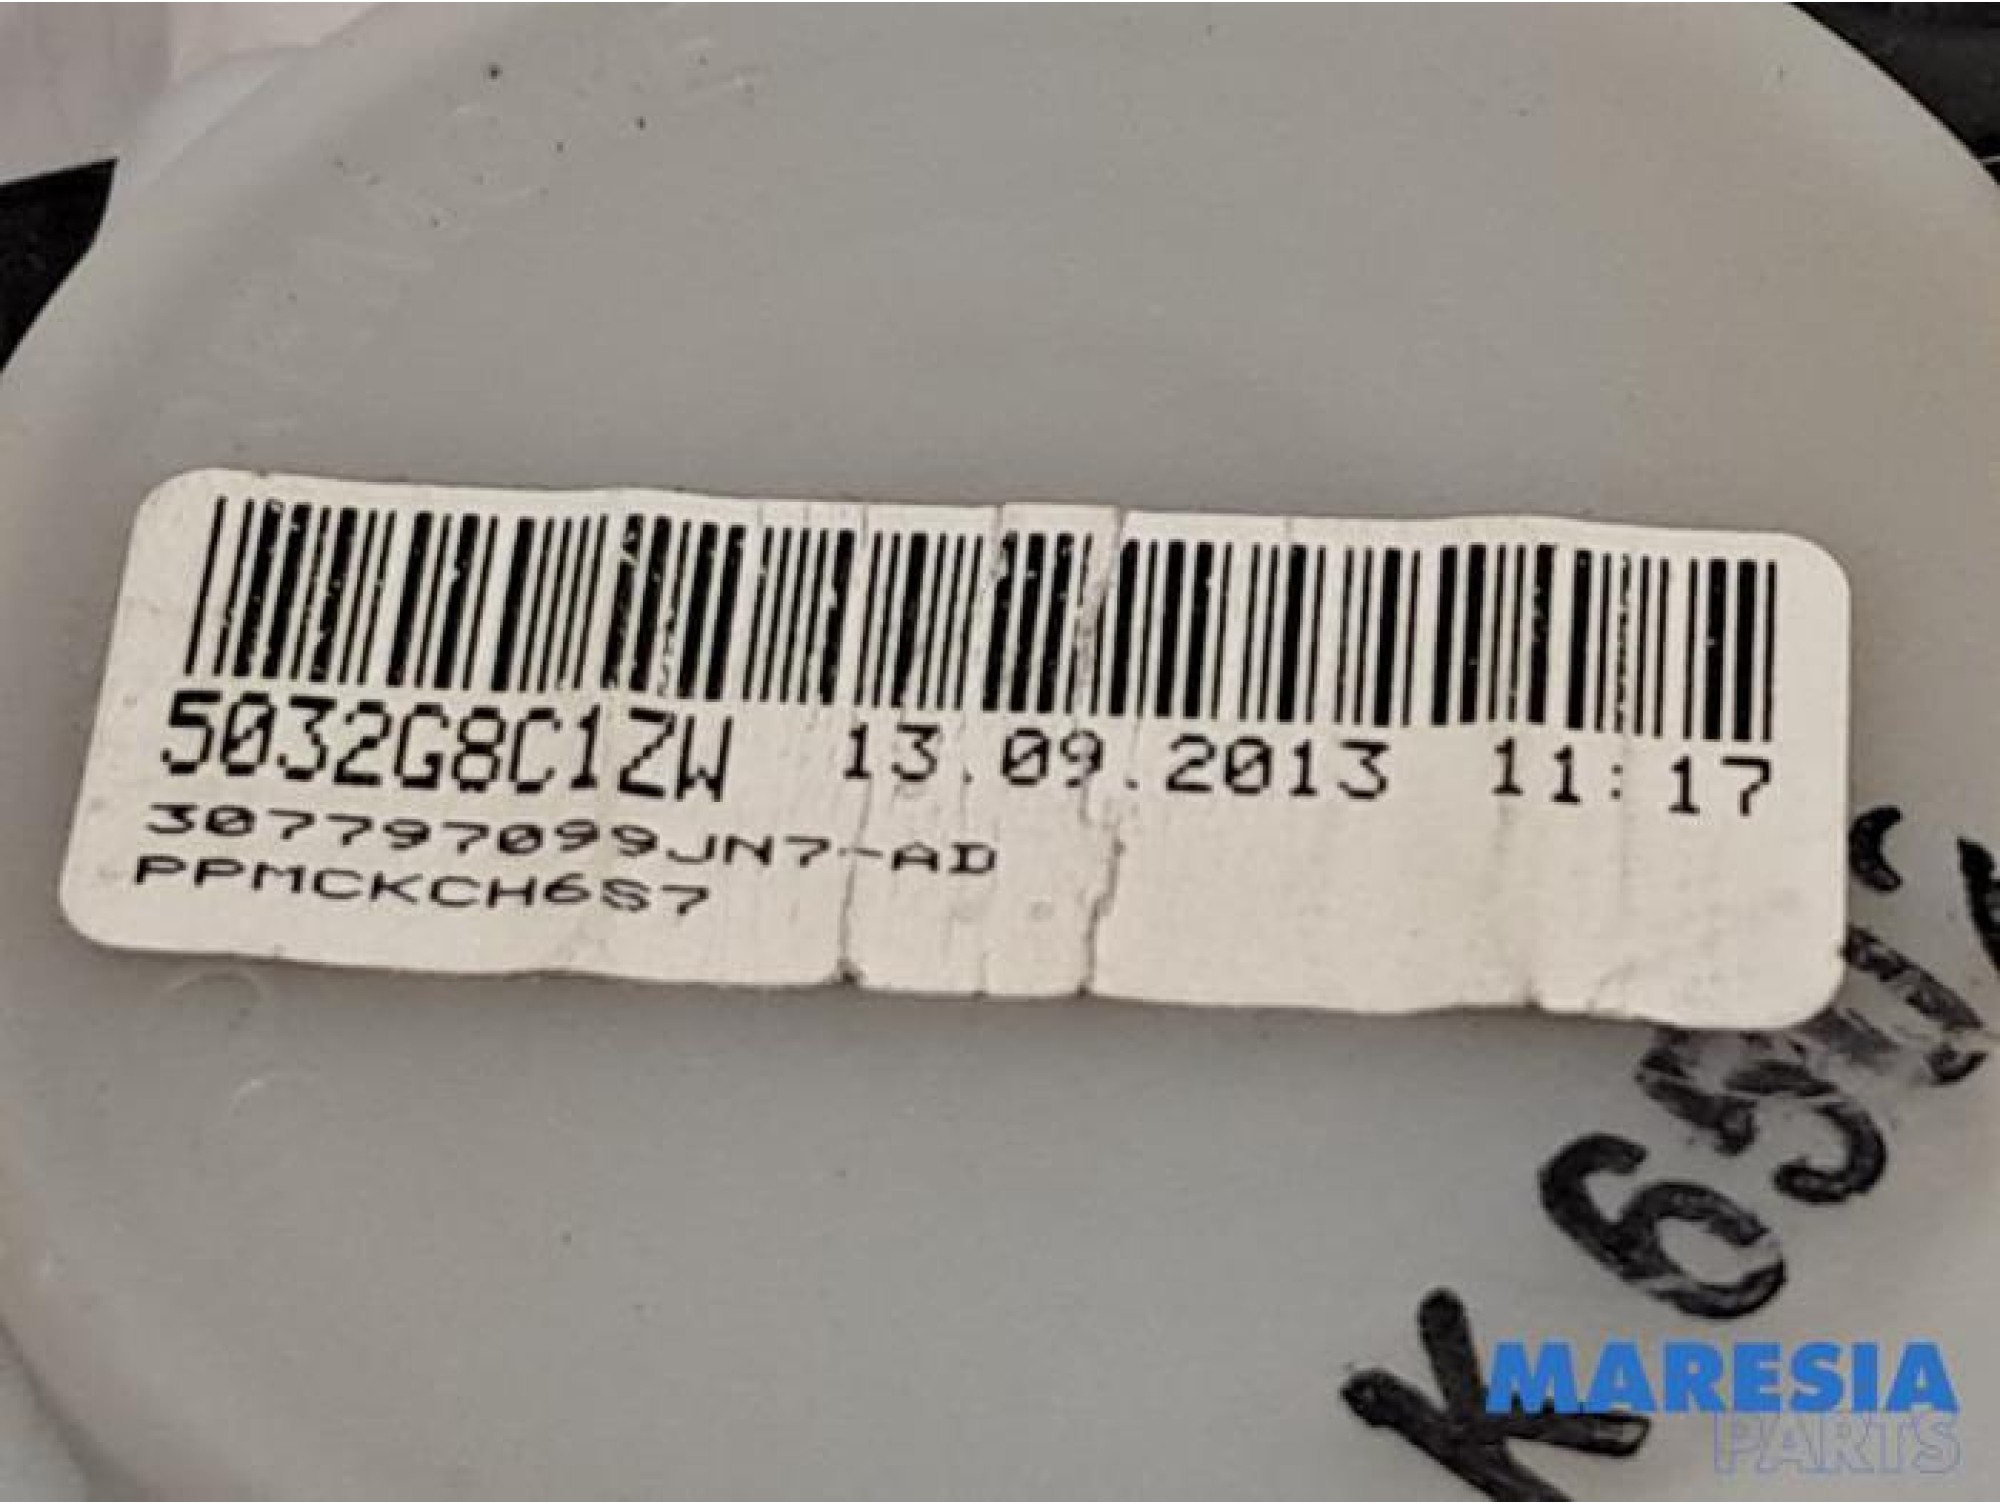 5032G8C1ZW 13.09.2013 11:17
307797099JN7-AD
PPMCKCH6S7
MARESIA
PARTS